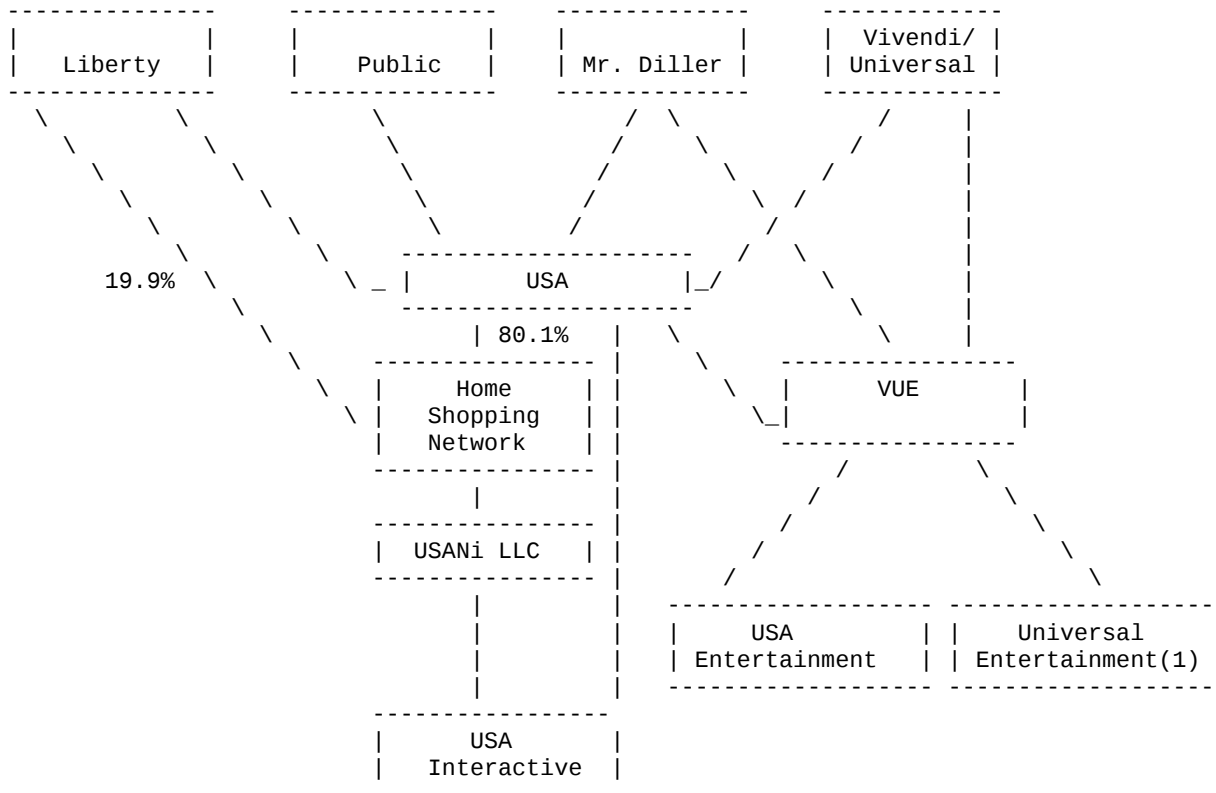 Vivendi/
Liberty Public Mr. Diller Universal
19.9% USA
80.1%
Home VUE
Shopping
Network
USANi LLC
USA Universal
Entertainment Entertainment(1)
USA
Interactive